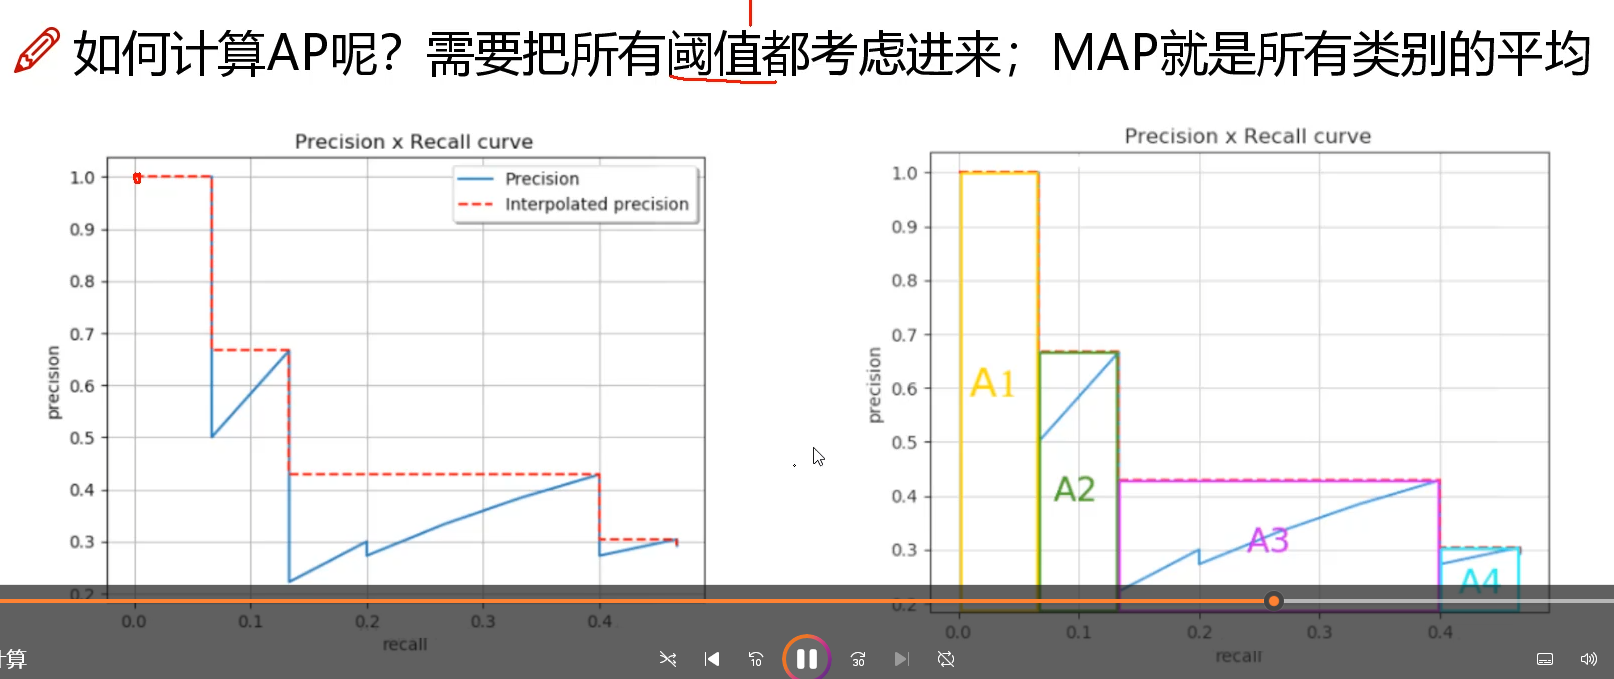 如何计算AP呢？需要把所有阈值都考虑进来；MAP就是所有类别的平均
Precision x Recall curve
Precision
Interpolated precision
1.0
0.9
0.8
0.7
0.6
0.5
0.4
0.3
0.2
precision
0.0 0.1 0.2 0.3 0.4
recall
Precision x Recall curve
1.0
0.9
0.8
0.7
0.6
0.5
0.4
0.3
0.2
precision
A1
A2
A3
A4
0.0 0.1 0.2 0.3 0.4
recall
计算
10
30